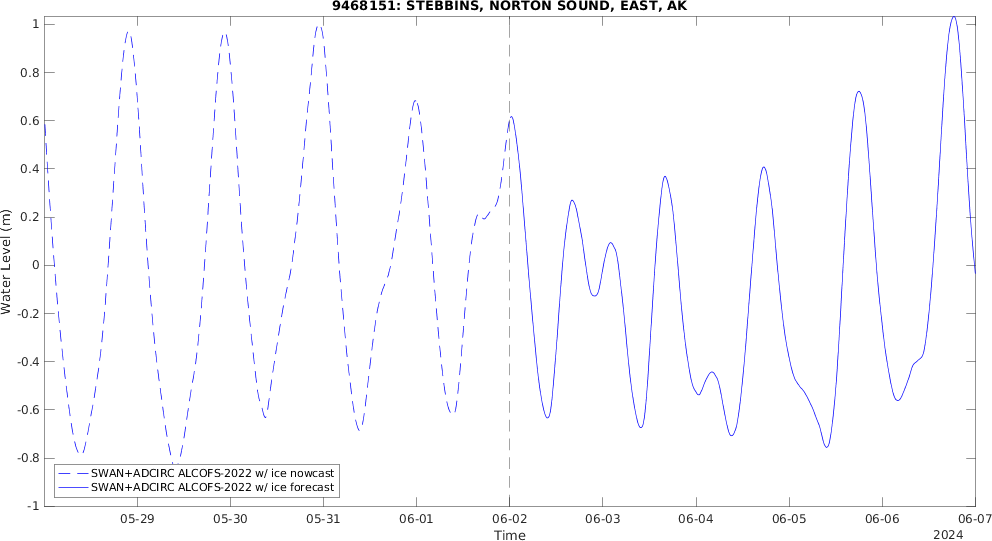 9468151: STEBBINS, NORTON SOUND, EAST, AK
1
0.8
0.6
0.4
0.2
0
-0.2
-0.4
-0.6
-0.8
-1
Water Level (m)
SWAN+ADCIRC ALCOFS-2022 w/ ice nowcast
SWAN+ADCIRC ALCOFS-2022 w/ ice forecast
05-29 05-30 05-31 06-01 06-02 06-03 06-04 06-05 06-06 06-07
Time
2024